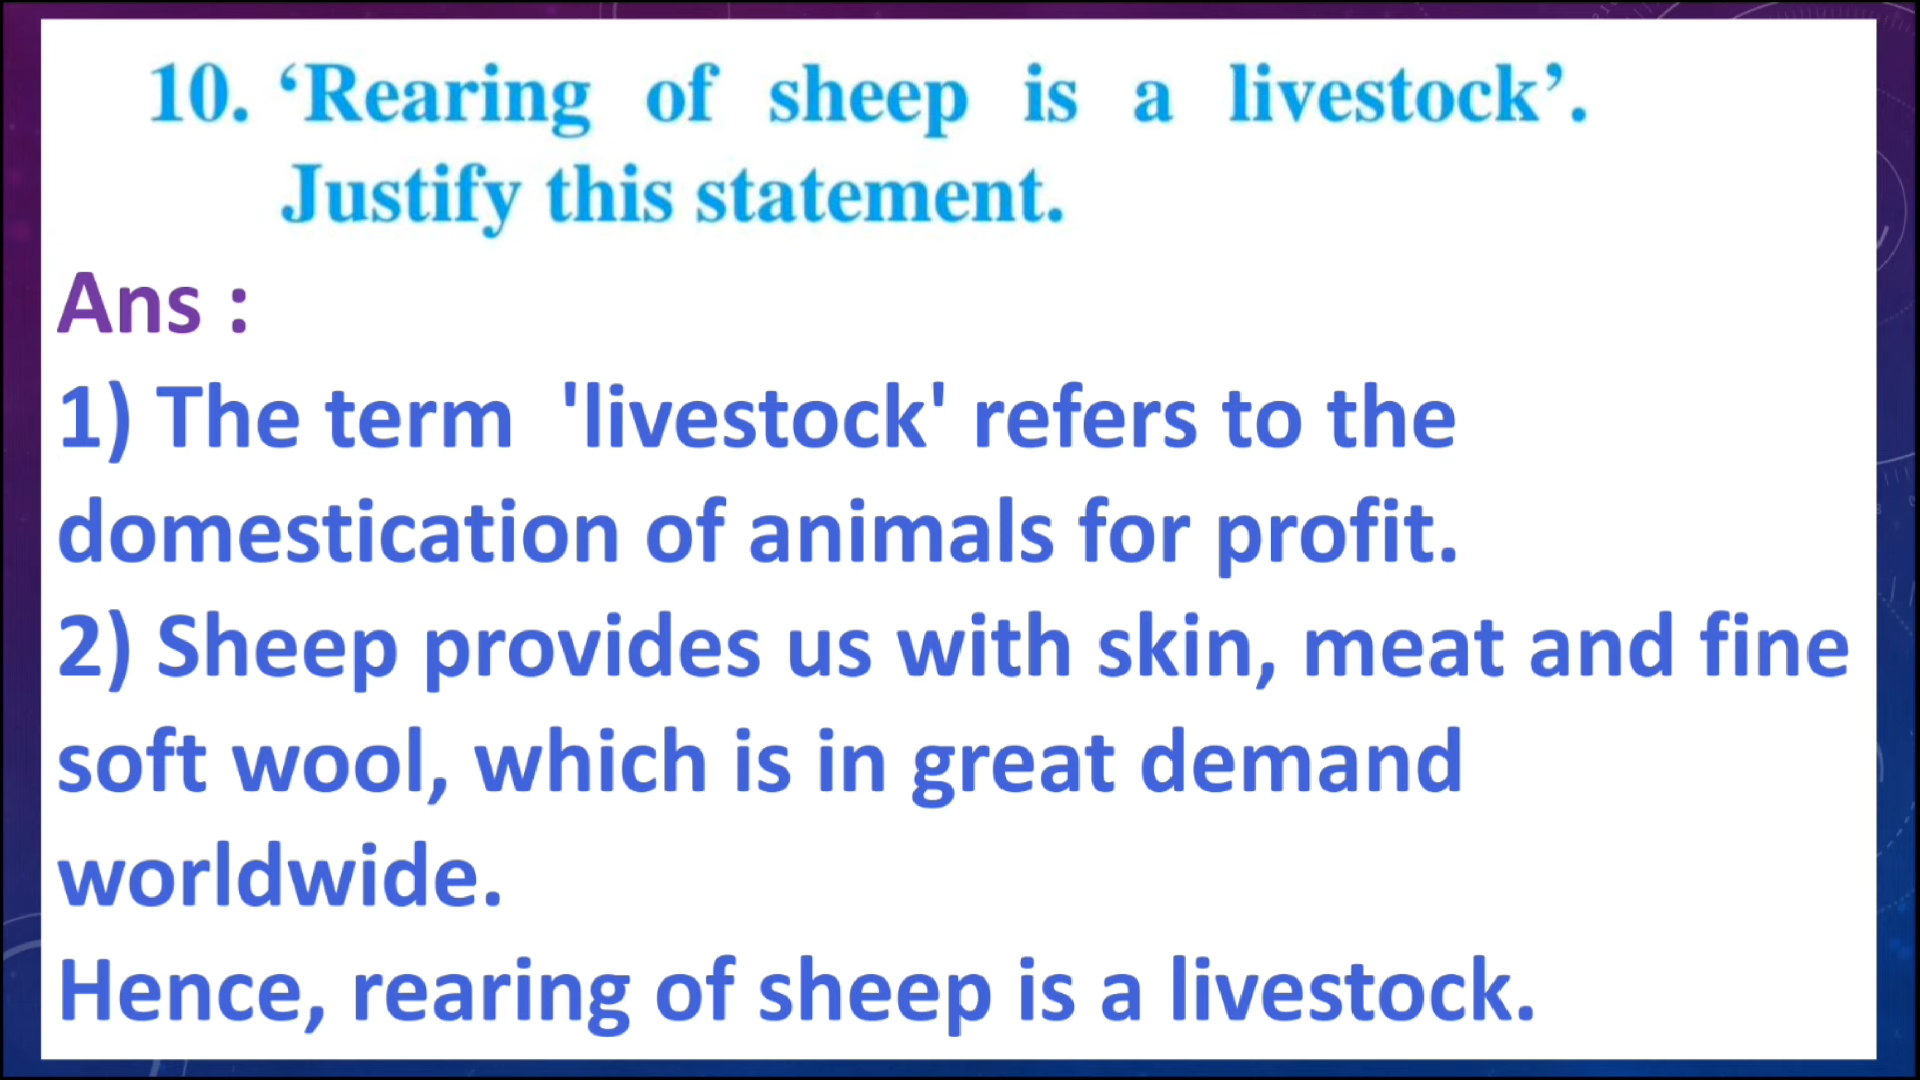 10. ‘Rearing of sheep is a livestock’.
Justify this statement.
Ans :
1) The term  'livestock' refers to the
domestication of animals for profit.
2) Sheep provides us with skin, meat and fine
soft wool, which is in great demand
worldwide.
Hence, rearing of sheep is a livestock.